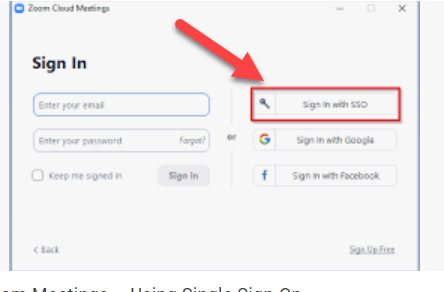 Zoom Cloud Meetings
Sign In
Enter your email
Enter your password Forgot?
Keep me signed in Sign In
or
Sign In with SSO
Sign In with Google
Sign In with Facebook
< Back
Sign Up Free
Meetings
Using Single Sign On